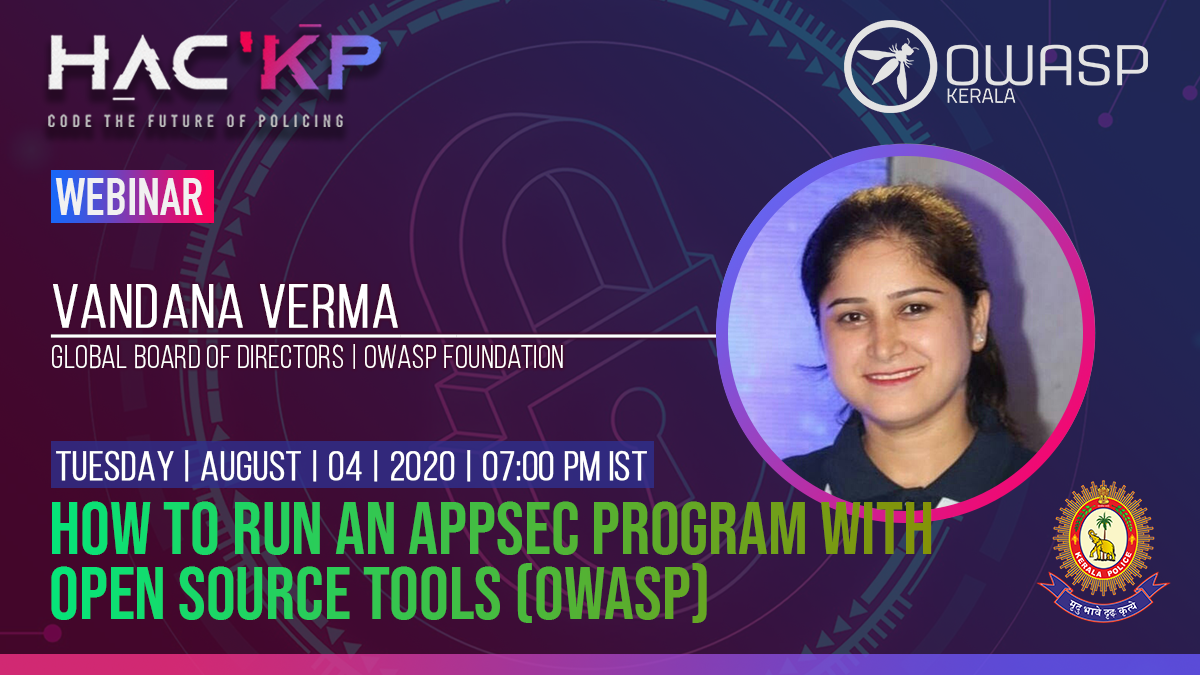 HAC'KP
CODE THE FUTURE OF POLICING
OWASP
KERALA
WEBINAR
VANDANA VERMA
GLOBAL BOARD OF DIRECTORS | OWASP FOUNDATION
TUESDAY | AUGUST | 04 | 2020 | 07:00 PM IST
HOW TO RUN AN APPSEC PROGRAM WITH
OPEN SOURCE TOOLS (OWASP)
KERALA POLICE
मृदु भावे दृढ़ कृत्ये